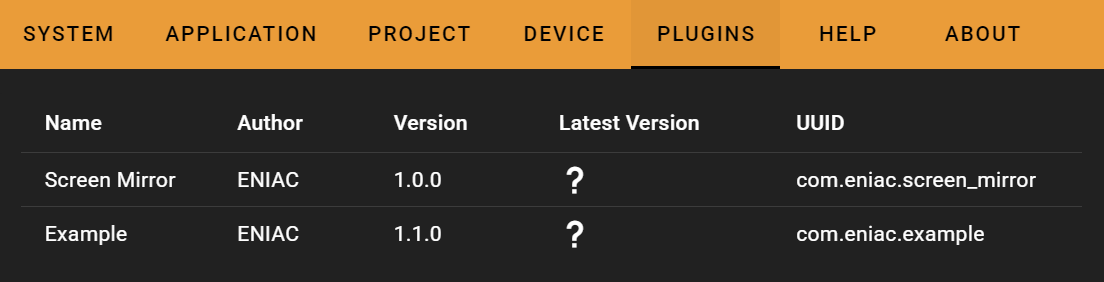 SYSTEM APPLICATION PROJECT DEVICE PLUGINS HELP ABOUT
Name Author Version Latest Version UUID
Screen Mirror ENIAC 1.0.0 ? com.eniac.screen_mirror
Example ENIAC 1.1.0 ? com.eniac.example